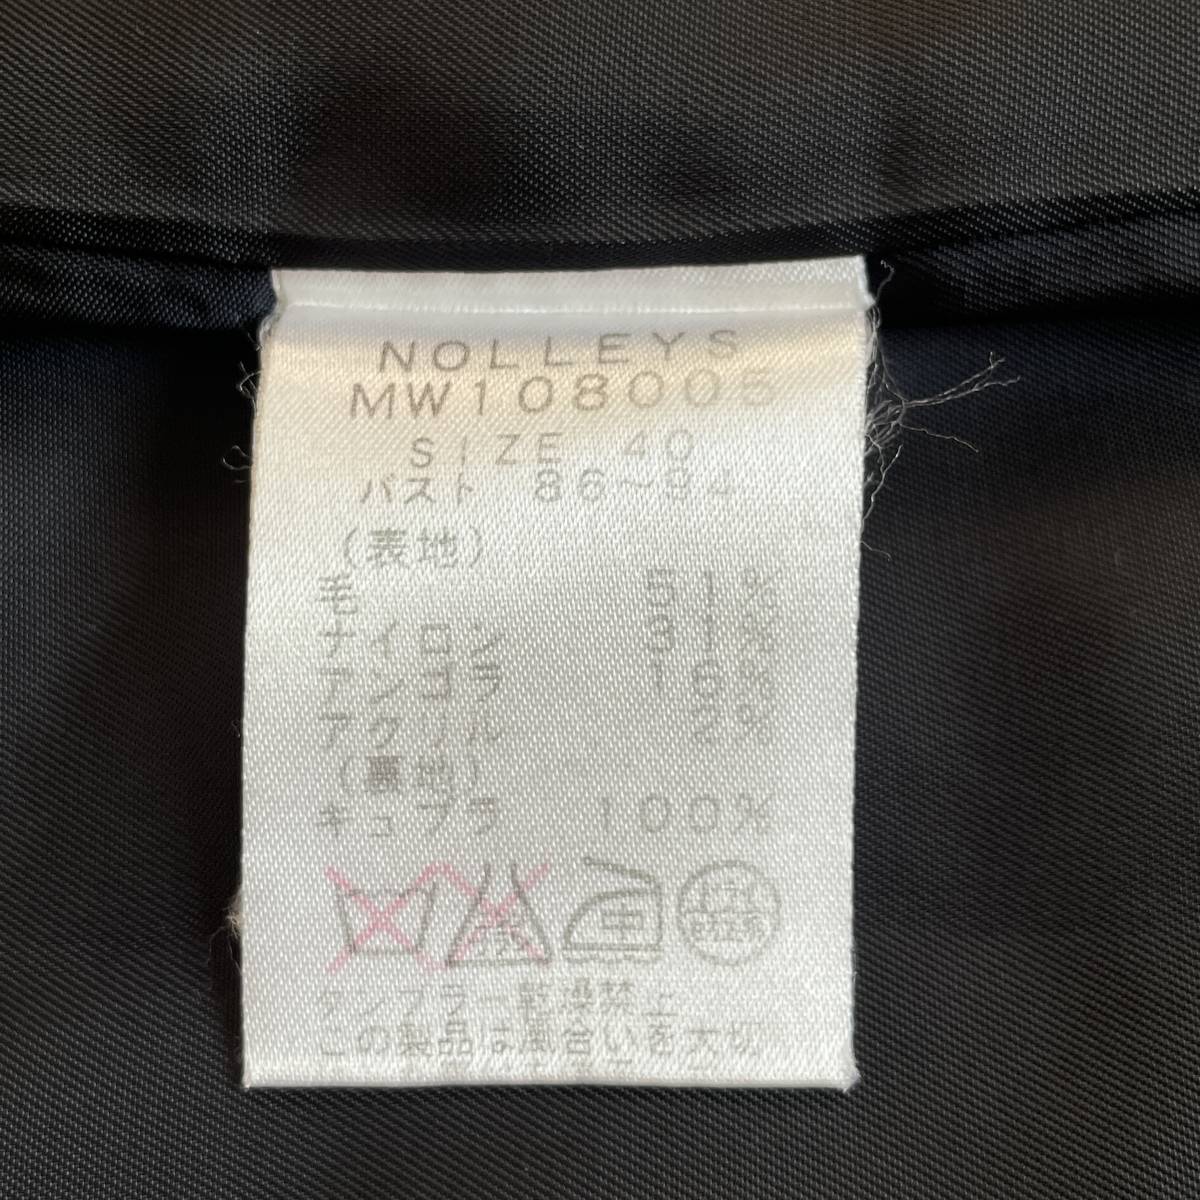 NOLLEYS
MW108005
SIZE 40
バスト 86～94
(表地)
毛 51%
ナイロン 31%
アンゴラ 16%
アクリル 2%
(裏地)
キュプラ 100%
中
タンブラー乾燥禁止
この製品は風合いを大切